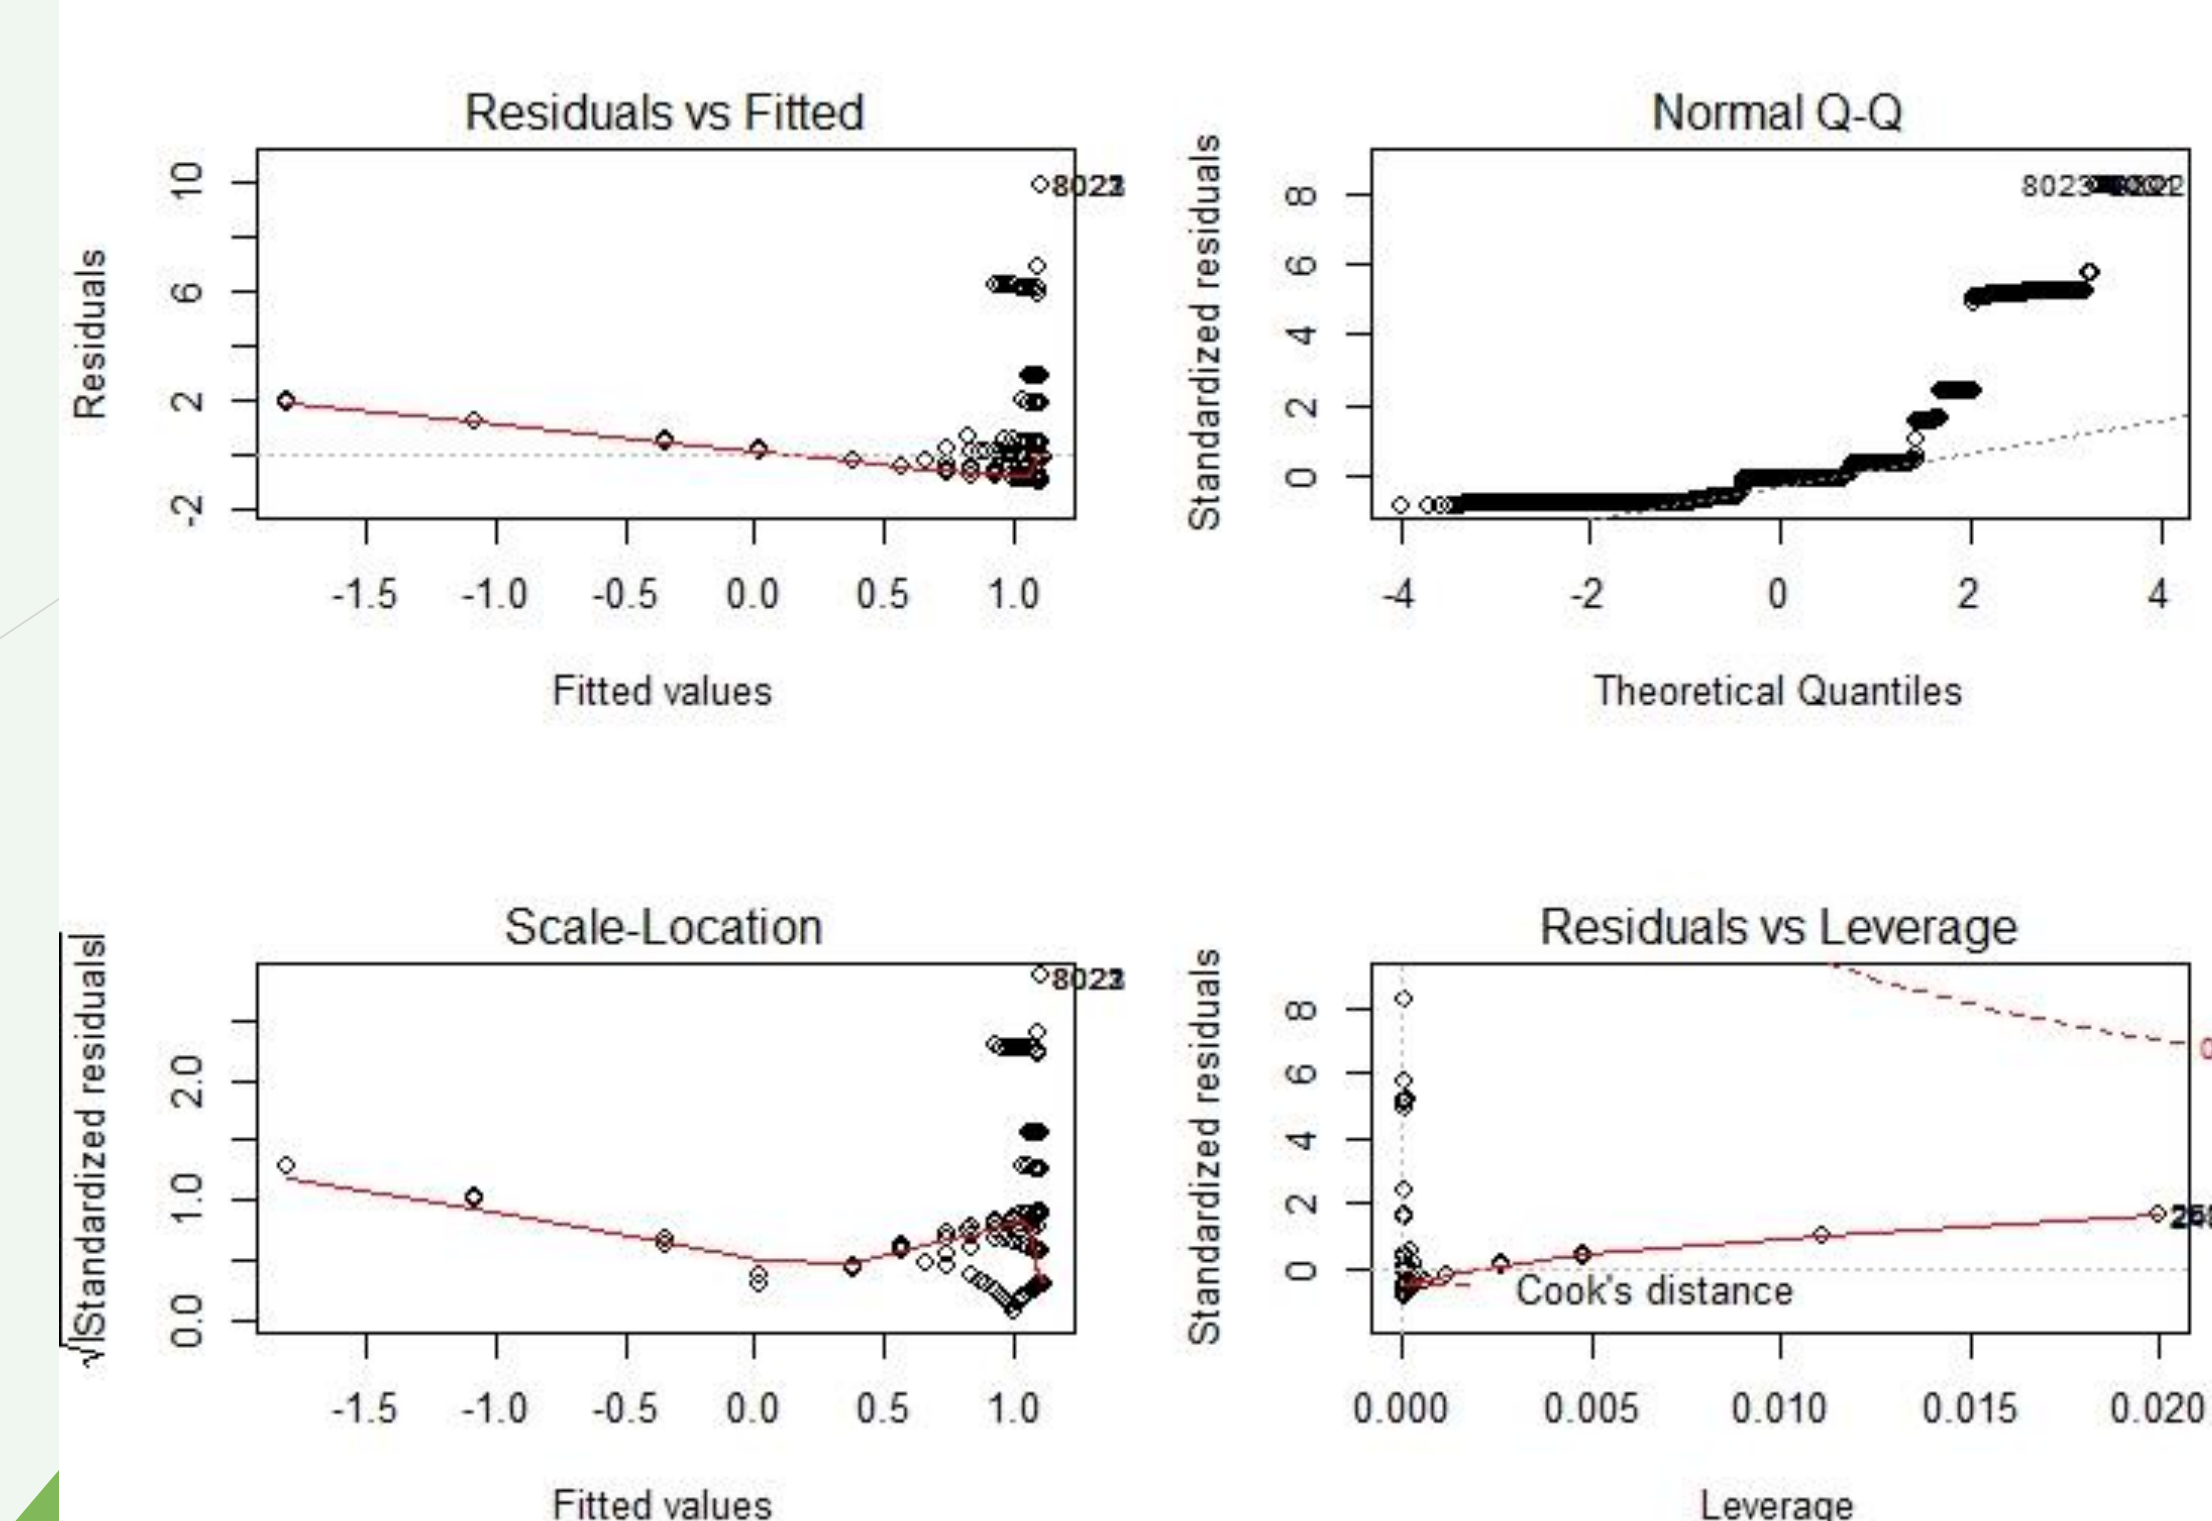 Residuals vs Fitted
Residuals
10
6
2
-2
-1.5 -1.0 -0.5 0.0 0.5 1.0
Fitted values
Normal Q-Q
Standardized residuals
8
6
4
2
0
8023
-4 -2 0 2 4
Theoretical Quantiles
Scale-Location
√|Standardized residuals|
2.0
1.0
0.0
-1.5 -1.0 -0.5 0.0 0.5 1.0
Fitted values
Residuals vs Leverage
Standardized residuals
8
6
4
2
0
Cook's distance
0.000 0.005 0.010 0.015 0.020
Leverage